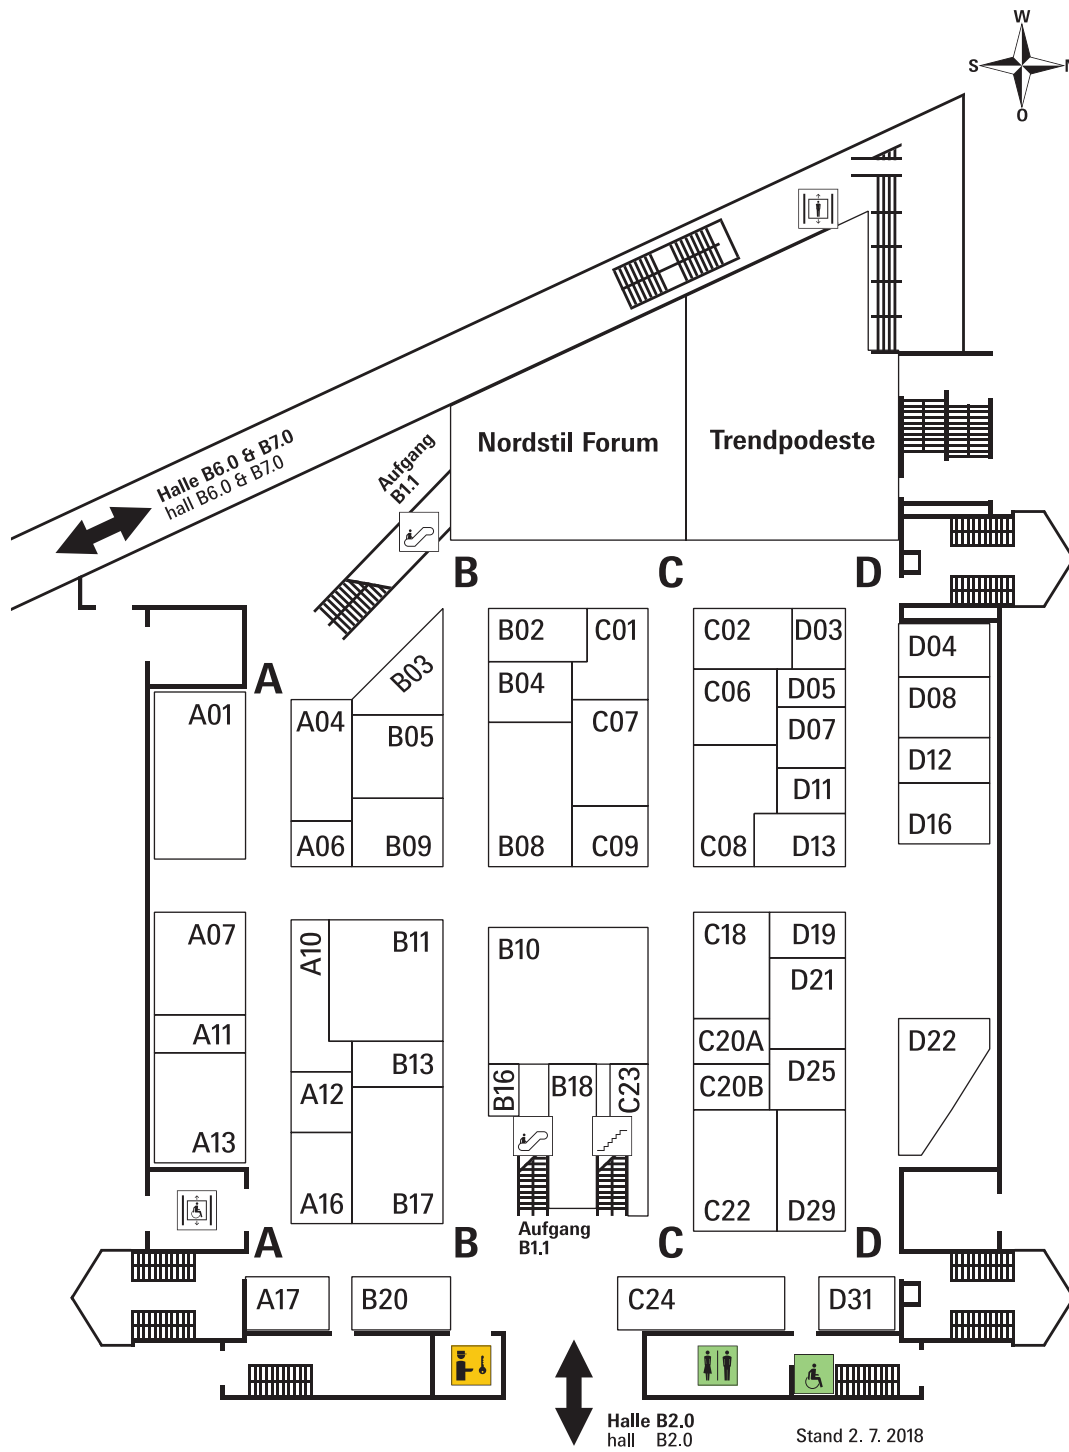 W
S
N
O
Halle B6.0 & B7.0
hall B6.0 & B7.0
Aufgang
B1.1
Nordstil Forum
Trendpodeste
B
C
D
A
A01
A04
B03
B05
A06
B09
B02
C01
B04
C07
B08
C09
C02
D03
C06
D05
D07
D11
C08
D13
D04
D08
D12
D16
A07
A11
A13
A10
B11
B13
A12
A16
B17
B10
B16
B18
C23
Aufgang
B1.1
C18
D19
D21
C20A
C20B
D25
C22
D29
D22
A
B
C
D
A17
B20
C24
D31
Halle B2.0
hall B2.0
Stand 2. 7. 2018